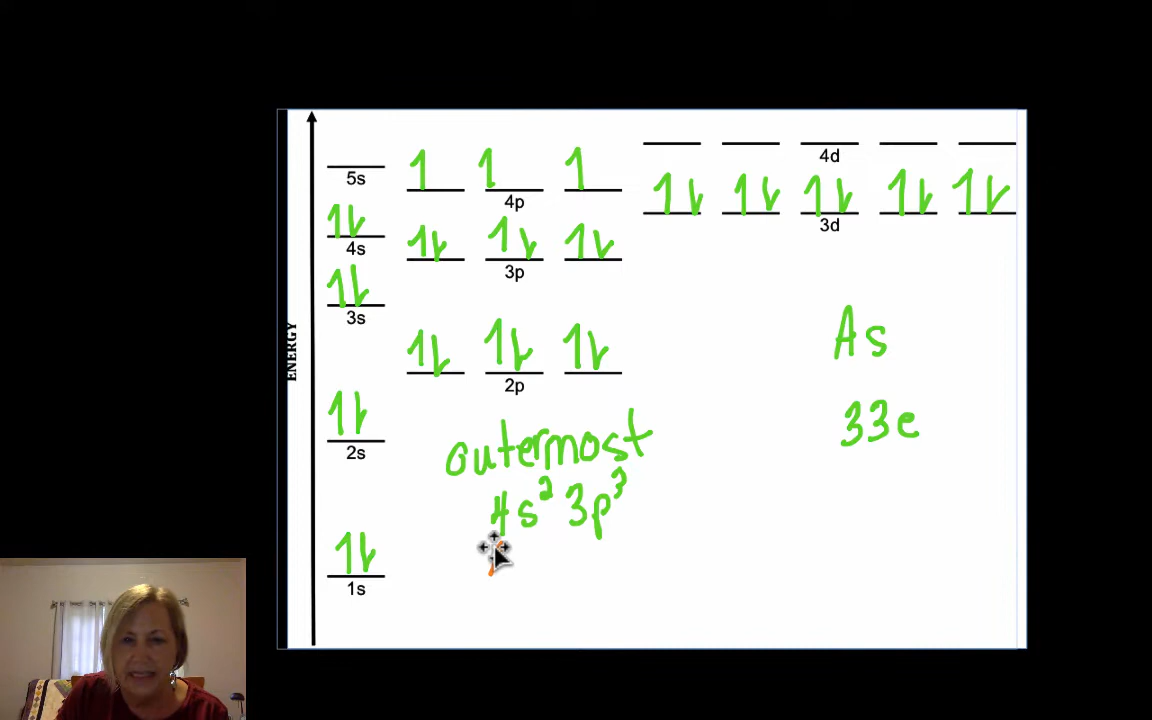 ENERGY
5s
4p
4d
3d
4s
3p
3s
2p
2s
1s
As
33e
outermost
4s² 3p³